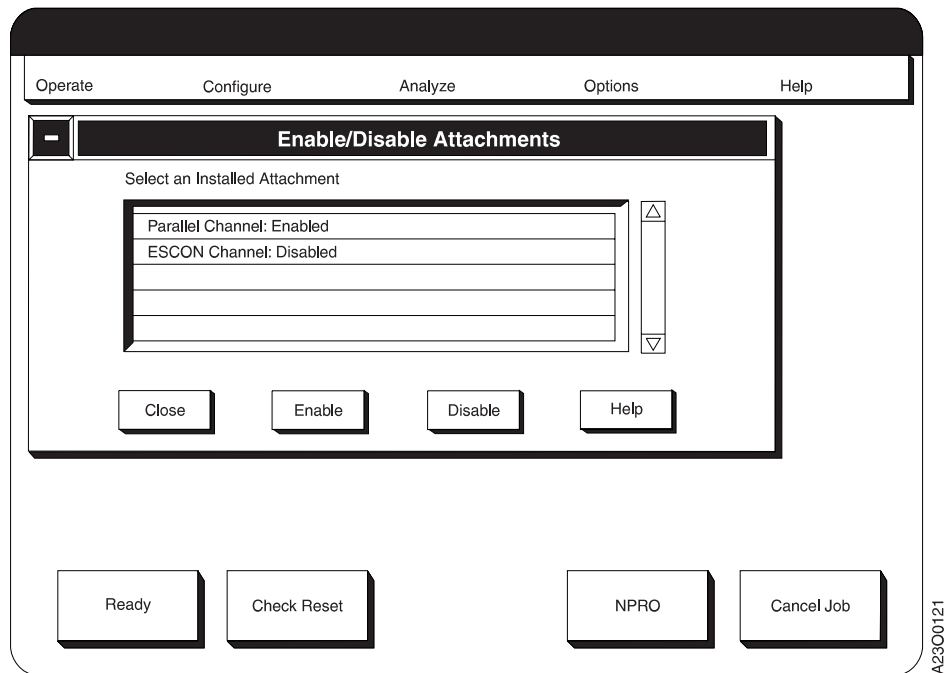 Operate Configure Analyze Options Help
Enable/Disable Attachments
Select an Installed Attachment
Parallel Channel: Enabled
ESCON Channel: Disabled
Close Enable Disable Help
Ready Check Reset NPRO Cancel Job
A23O0121